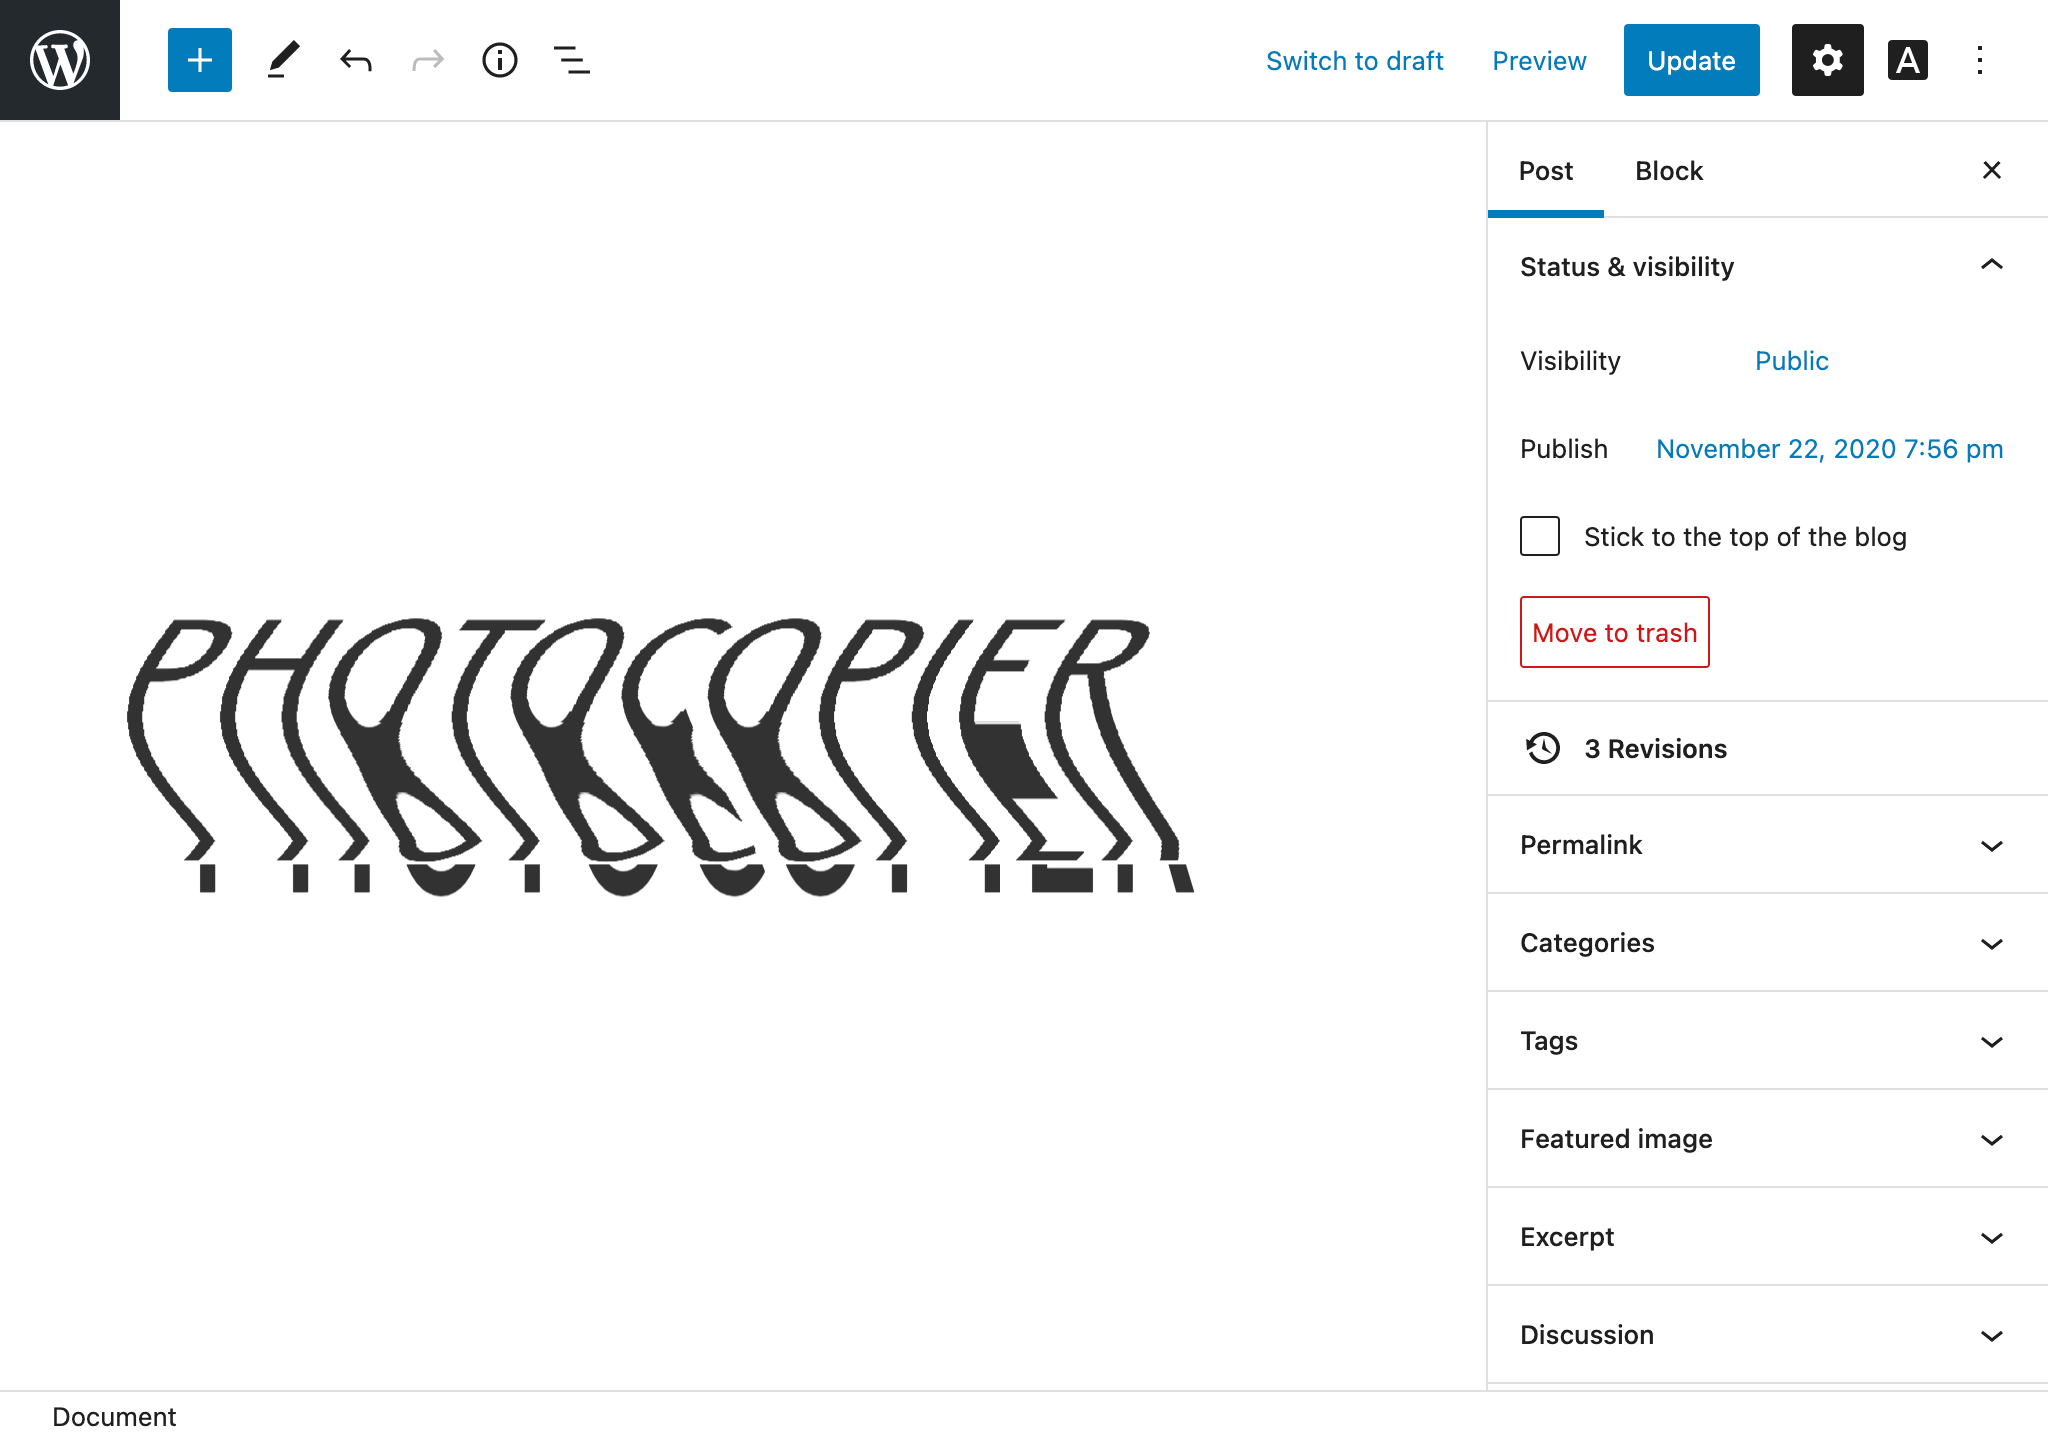 Switch to draft Preview Update A
Post Block
Status & visibility
Visibility Public
Publish November 22, 2020 7:56 pm
Stick to the top of the blog
Move to trash
PHOTOCOPIER
3 Revisions
Permalink
Categories
Tags
Featured image
Excerpt
Discussion
Document